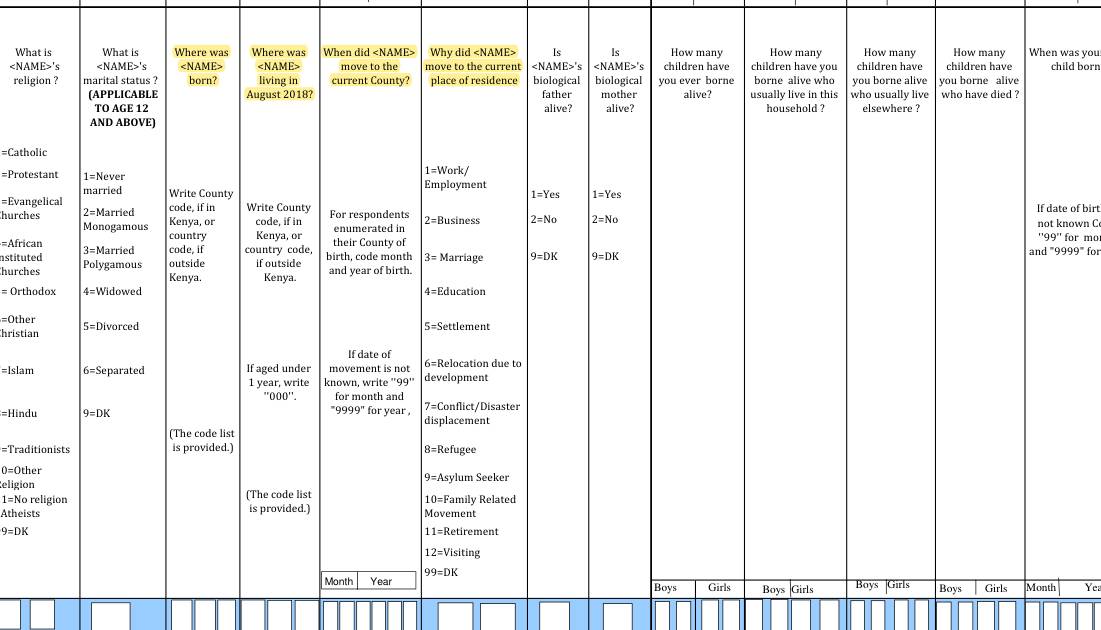 What is
<NAME>'s
religion ?
=Catholic
=Protestant
=Evangelical
Churches
=African
Instituted
Churches
= Orthodox
=Other
Christian
=Islam
=Hindu
=Traditionists
0=Other
Religion
1=No religion
Atheists
99=DK
What is
<NAME>'s
marital status ?
(APPLICABLE
TO AGE 12
AND ABOVE)
1=Never
married
2=Married
Monogamous
3=Married
Polygamous
4=Widowed
5=Divorced
6=Separated
9=DK
Where was
<NAME>
born?
Write County
code, if in
Kenya, or
country
code, if
outside
Kenya.
(The code list
is provided.)
Where was
<NAME>
living in
August 2018?
Write County
code, if in
Kenya, or
country code,
if outside
Kenya.
If aged under
1 year, write
"000".
(The code list
is provided.)
When did <NAME>
move to the
current County?
For respondents
enumerated in
their County of
birth, code month
and year of birth.
If date of
movement is not
known, write "99"
for month and
"9999" for year ,
Month Year
Why did <NAME>
move to the current
place of residence
1=Work/
Employment
2=Business
3= Marriage
4=Education
5=Settlement
6=Relocation due to
development
7=Conflict/Disaster
displacement
8=Refugee
9=Asylum Seeker
10=Family Related
Movement
11=Retirement
12=Visiting
99=DK
Is
<NAME>'s
biological
father
alive?
1=Yes
2=No
9=DK
Is
<NAME>'s
biological
mother
alive?
1=Yes
2=No
9=DK
How many
children have
you ever borne
alive?
Boys Girls
How many
children have you
borne alive who
usually live in this
household ?
Boys Girls
How many
children have
you borne alive
who usually live
elsewhere ?
Boys Girls
How many
children have
you borne alive
who have died ?
Boys Girls
When was your
child born
If date of birt
not known Co
"99" for mon
and "9999" for
Month Yea